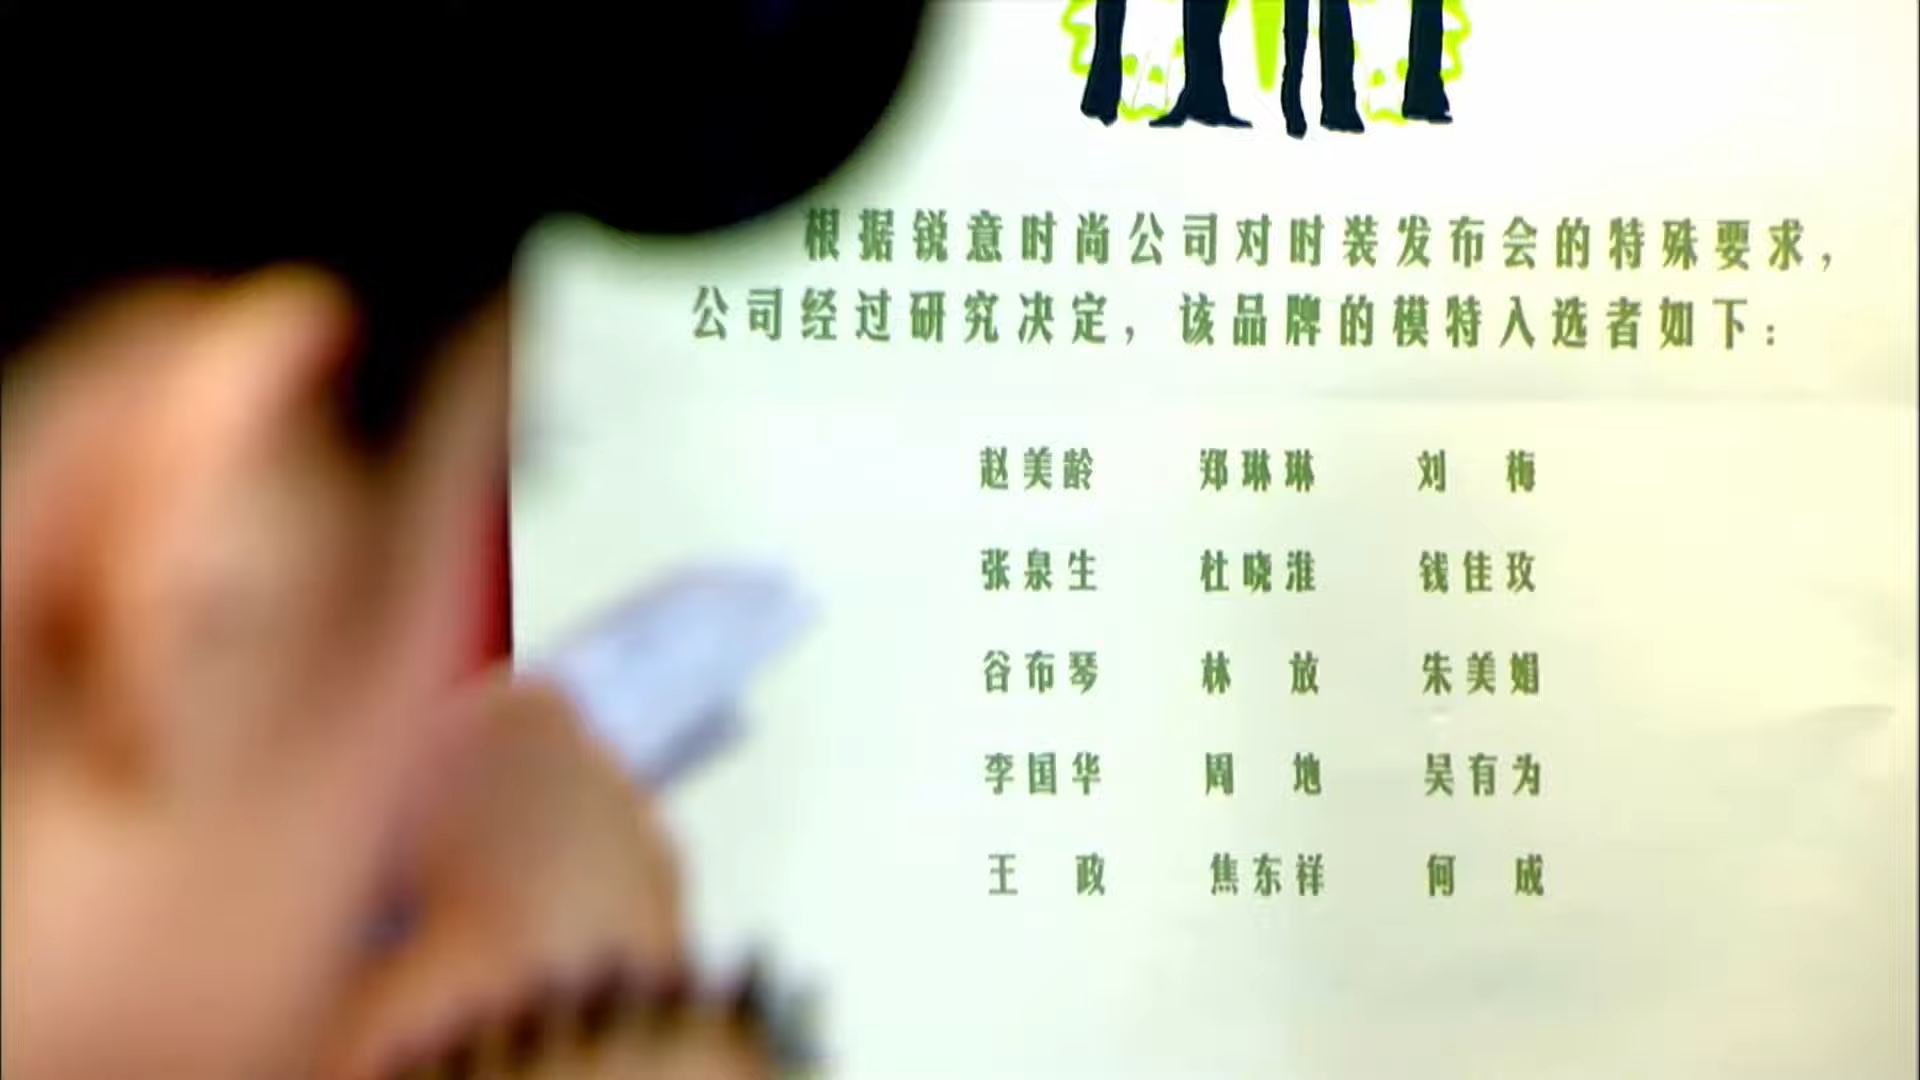 根据锐意时尚公司对时装发布会的特殊要求，
公司经过研究决定，该品牌的模特入选者如下：
赵美龄 郑琳琳 刘 梅
张泉生 杜晓淮 钱佳玫
谷布琴 林 放 朱美娟
李国华 周 地 吴有为
王 政 焦东祥 何 成